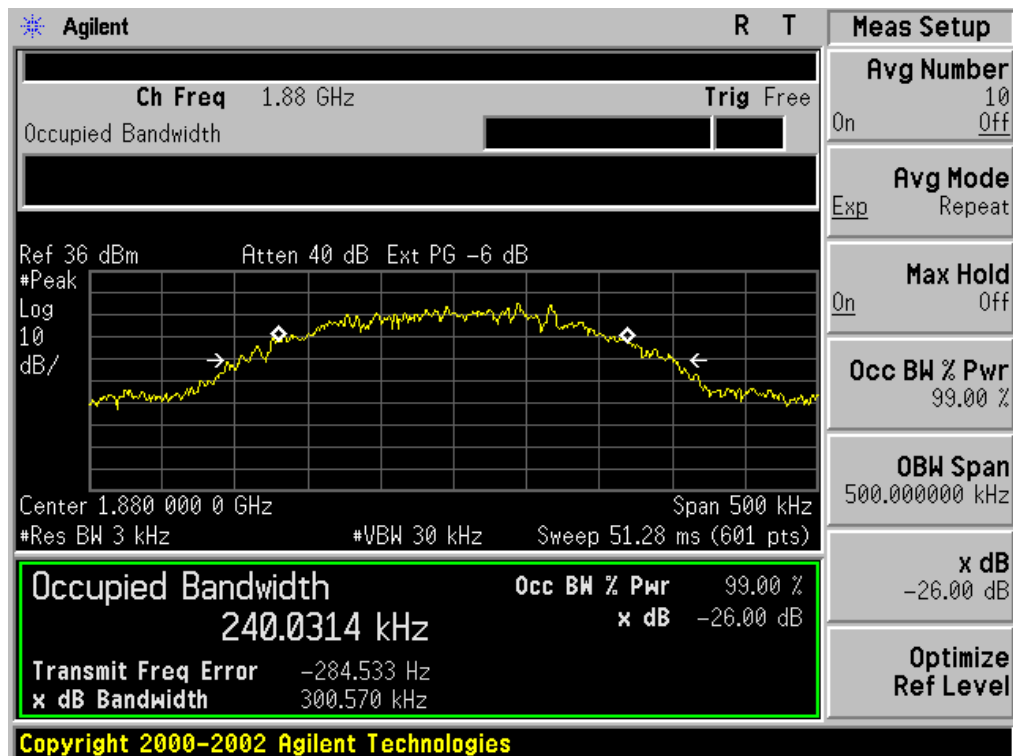 Agilent R T
Meas Setup
Ch Freq 1.88 GHz Trig Free
Occupied Bandwidth
Ref 36 dBm Atten 40 dB Ext PG -6 dB
#Peak
Log
10
dB/
Center 1.880 000 0 GHz Span 500 kHz
#Res BW 3 kHz #VBW 30 kHz Sweep 51.28 ms (601 pts)
Occupied Bandwidth
240.0314 kHz
Occ BW % Pwr 99.00 %
x dB -26.00 dB
Transmit Freq Error -284.533 Hz
x dB Bandwidth 300.570 kHz
Avg Number
10
On Off
Avg Mode
Exp Repeat
Max Hold
On Off
Occ BW % Pwr
99.00 %
OBW Span
500.000000 kHz
x dB
-26.00 dB
Optimize
Ref Level
Copyright 2000-2002 Agilent Technologies